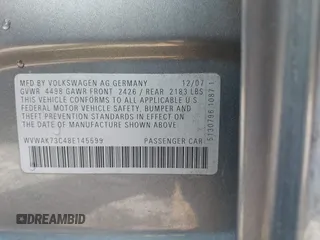 MFD BY VOLKSWAGEN AG GERMANY 12/07
GVWR 4498 GAWR FRONT 2426 / REAR 2183 LBS
THIS VEHICLE CONFORMS TO ALL APPLICABLE U S
FEDERAL MOTOR VEHICLE SAFETY, BUMPER AND
THEFT PREVENTION STANDARDS IN EFFECT ON THE
DATE OF MANUFACTURE SHOWN ABOVE
WVWAK73C48E145599 PASSENGER CAR
DREAMBID